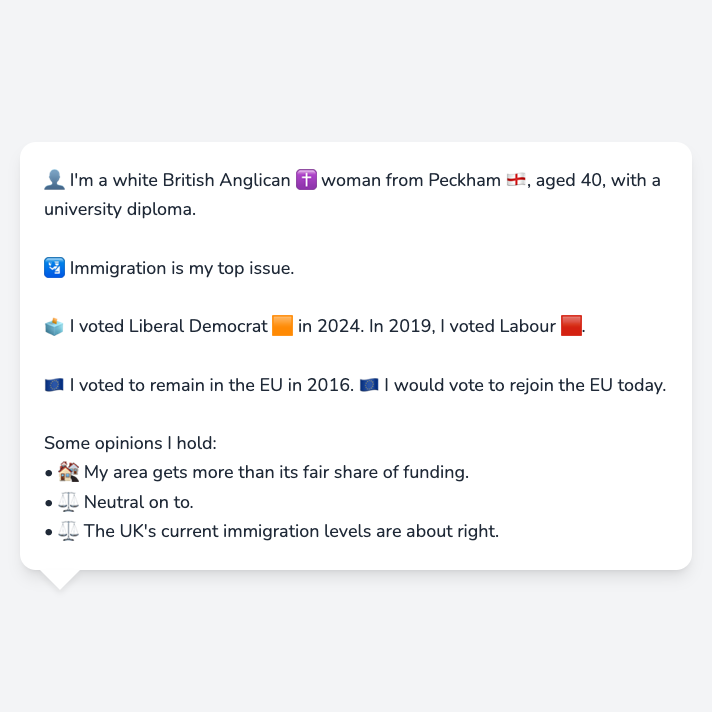 👤 I'm a white British Anglican ✝️ woman from Peckham 🏴󠁧󠁢󠁥󠁮󠁧󠁿, aged 40, with a
university diploma.
🛂 Immigration is my top issue.
🗳️ I voted Liberal Democrat 🟧 in 2024. In 2019, I voted Labour 🟥.
🇪🇺 I voted to remain in the EU in 2016. 🇪🇺 I would vote to rejoin the EU today.
Some opinions I hold:
• 🏘️ My area gets more than its fair share of funding.
• ⚖️ Neutral on to.
• ⚖️ The UK's current immigration levels are about right.